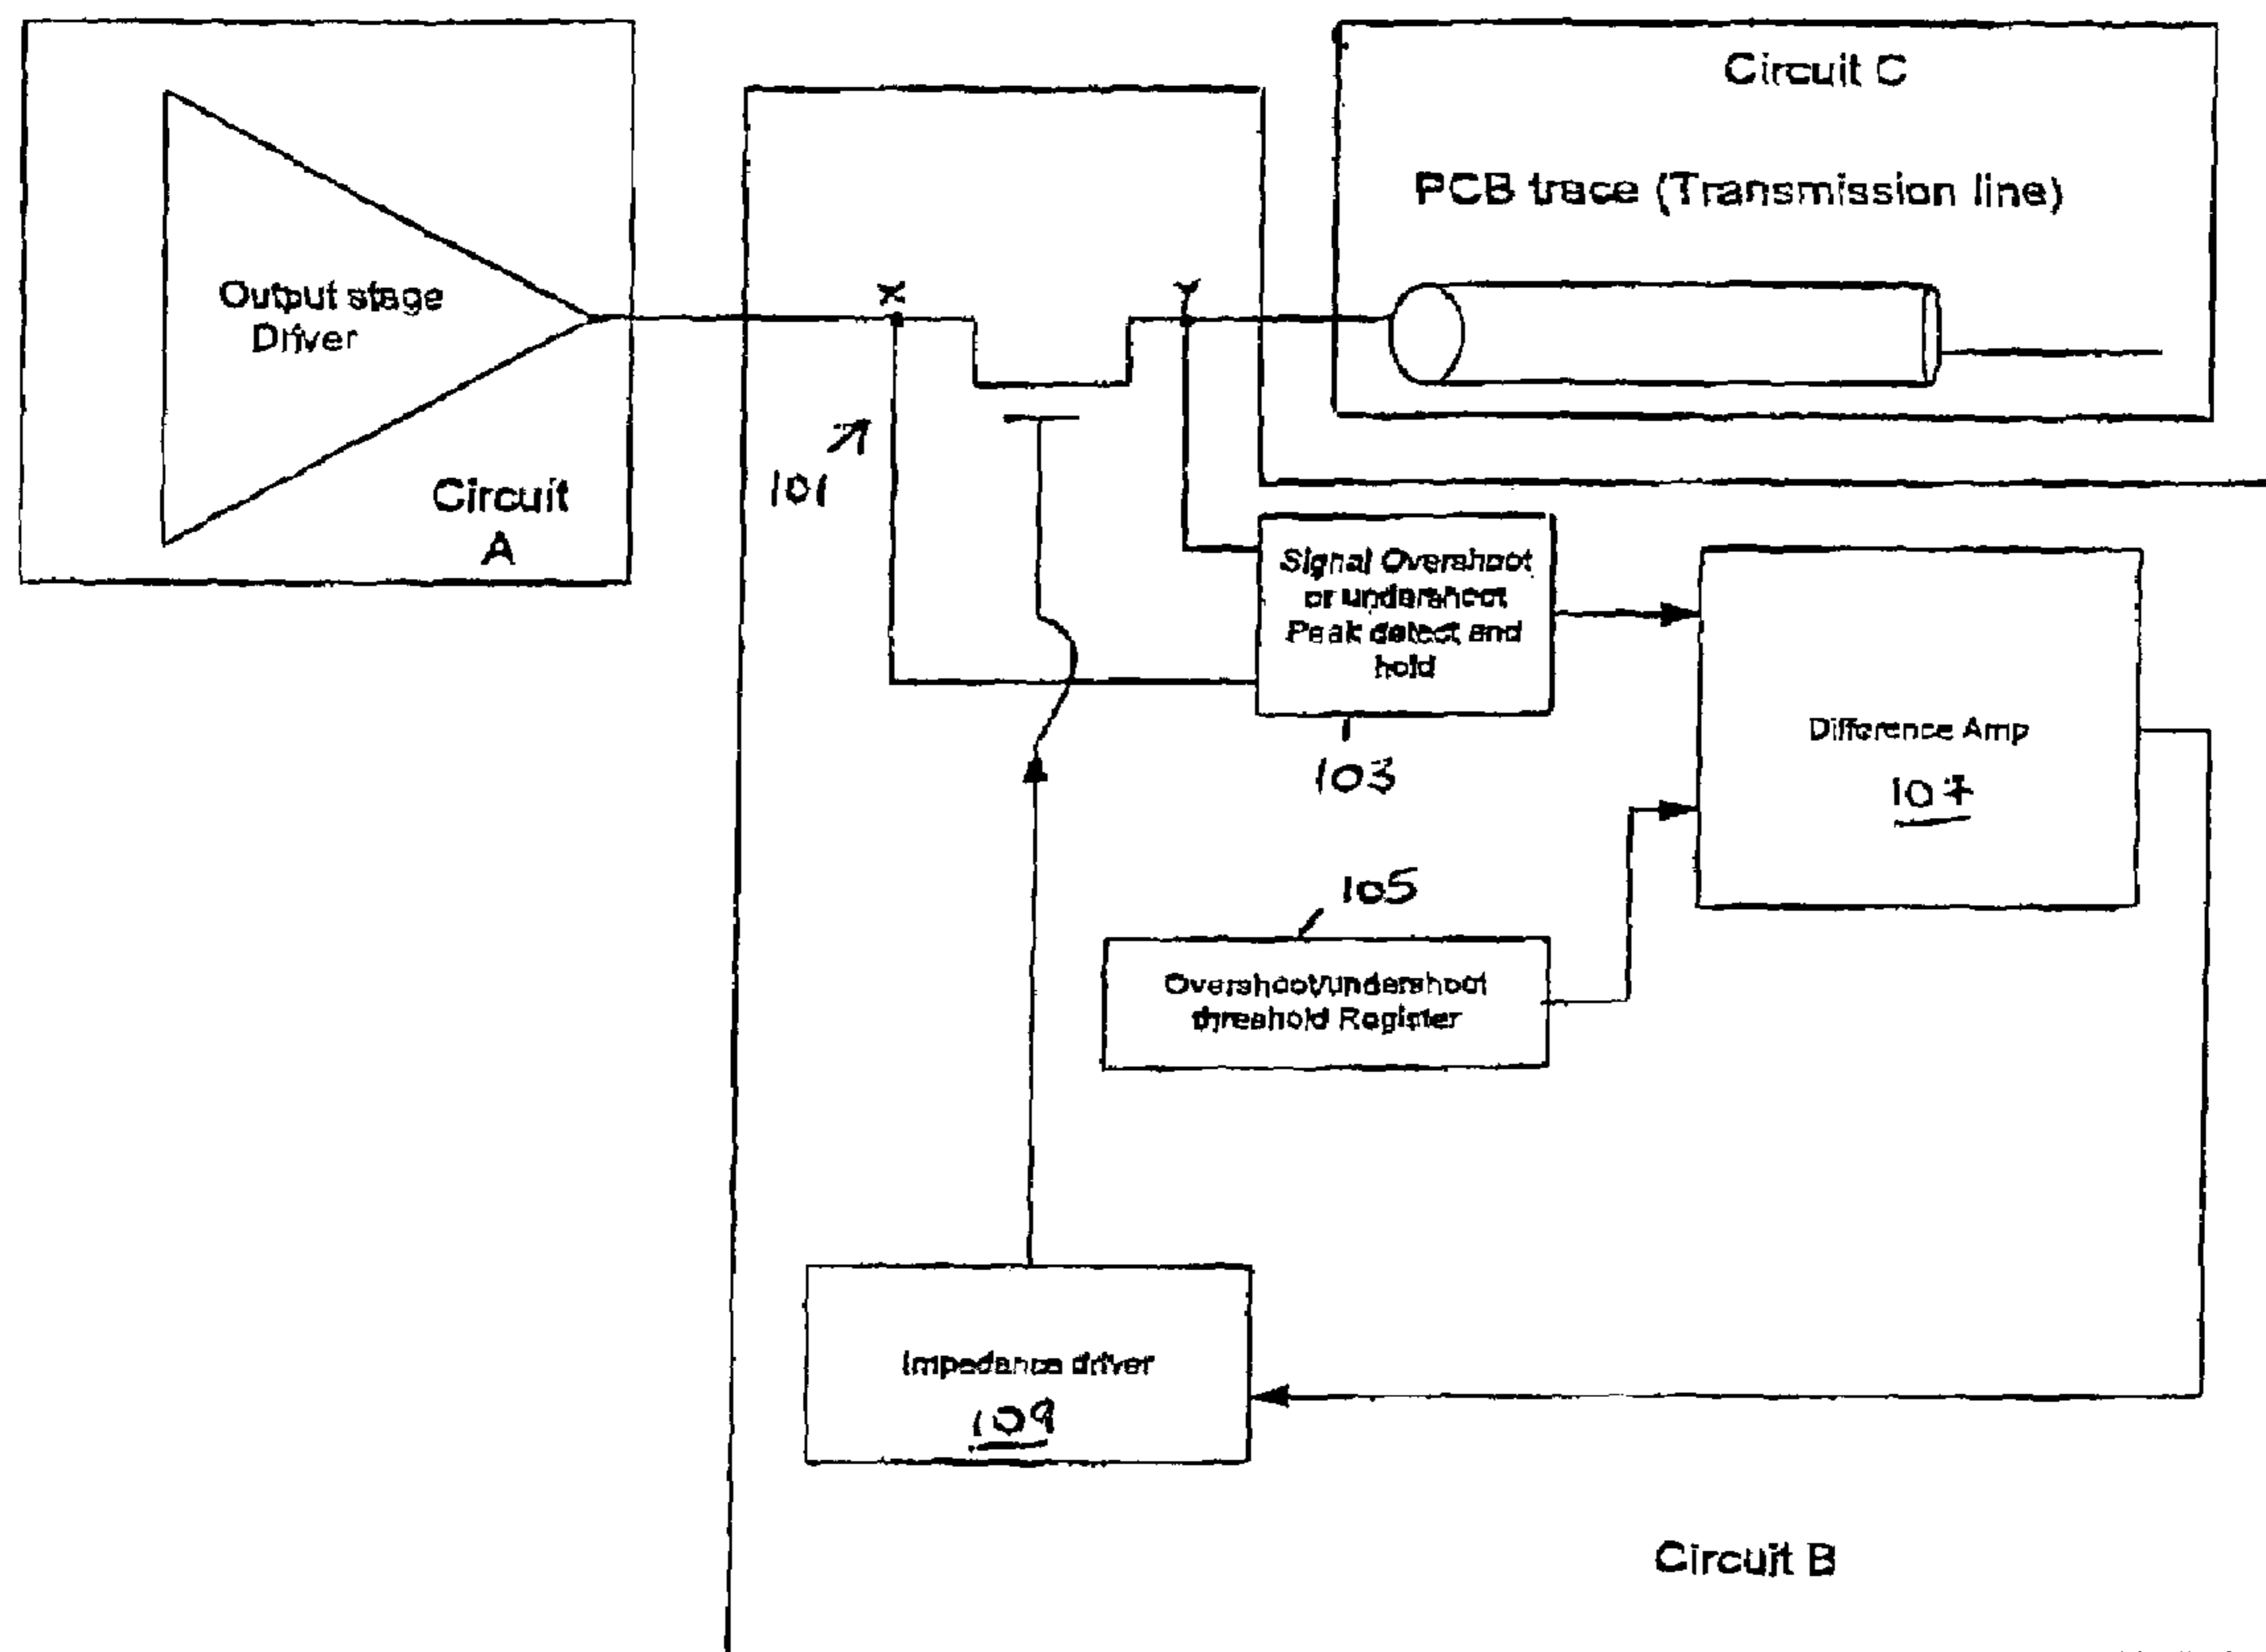 Circuit C
PCB trace (Transmission line)
Output stage
Driver
X
Y
101
Circuit
A
Signal Overshoot
or undershoot
Peak detect and
hold
103
Difference Amp
107
105
Overshoot/undershoot
threshold Register
Impedance driver
109
Circuit B